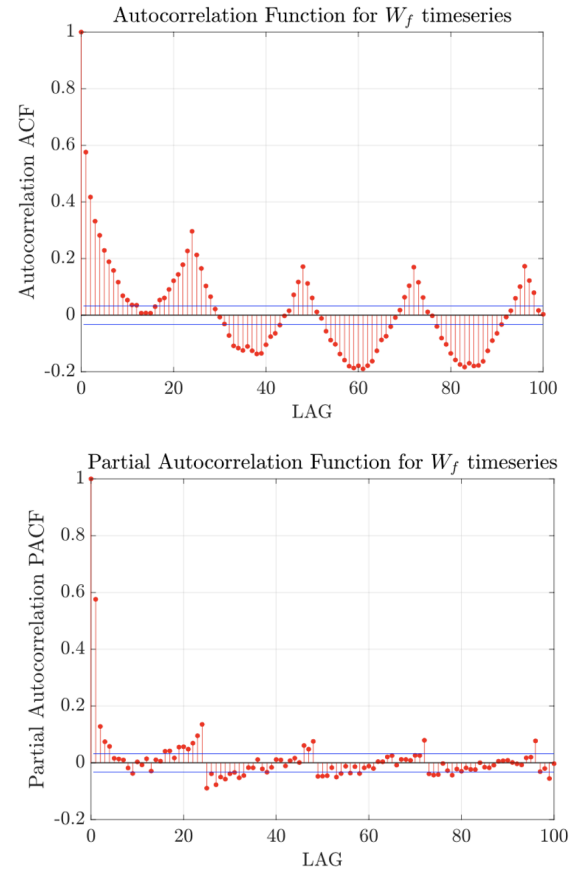 Autocorrelation Function for W_f timeseries
Autocorrelation ACF
1
0.8
0.6
0.4
0.2
0
-0.2
0 20 40 60 80 100
LAG
Partial Autocorrelation Function for W_f timeseries
Partial Autocorrelation PACF
1
0.8
0.6
0.4
0.2
0
-0.2
0 20 40 60 80 100
LAG